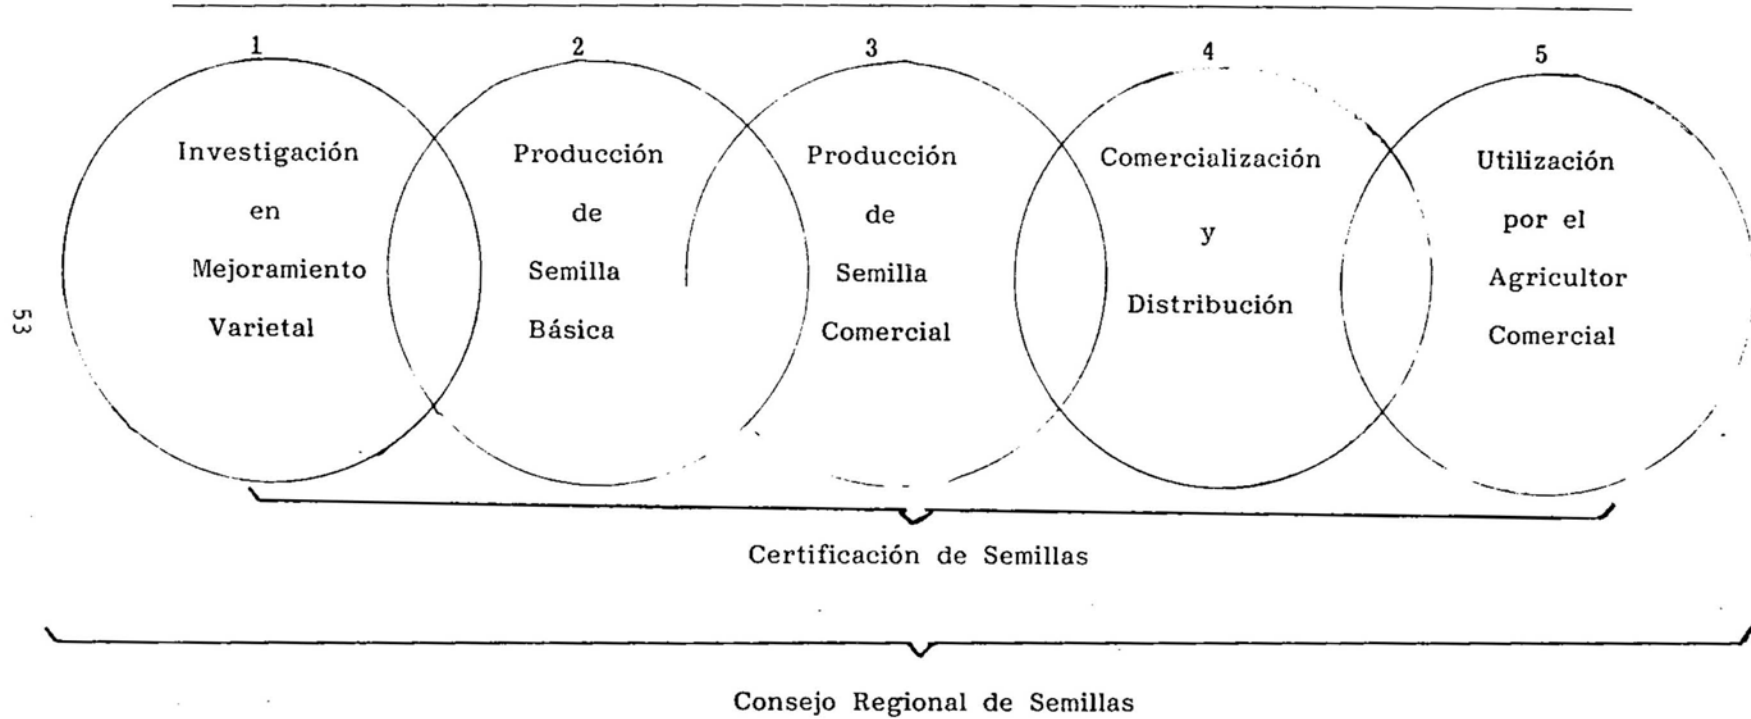 1 2 3 4 5
Investigación
en
Mejoramiento
Varietal
Producción
de
Semilla
Básica
Producción
de
Semilla
Comercial
Comercialización
y
Distribución
Utilización
por el
Agricultor
Comercial
53
Certificación de Semillas
Consejo Regional de Semillas